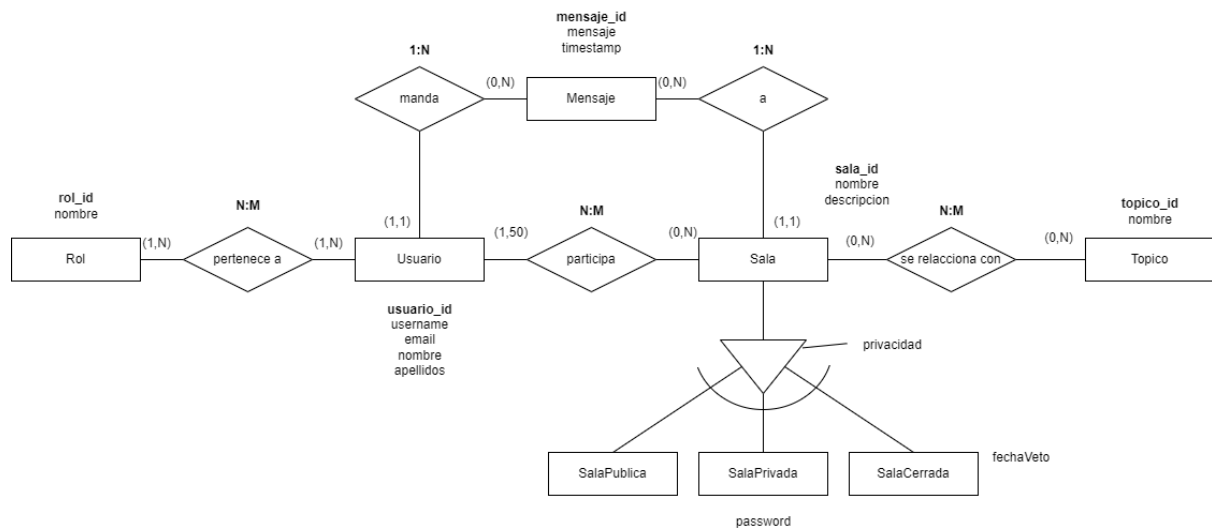 mensaje_id
mensaje
timestamp
1:N
1:N
manda
(0,N)
Mensaje
(0,N)
a
rol_id
nombre
N:M
(1,1)
N:M
sala_id
nombre
descripcion
(1,1)
N:M
topico_id
nombre
Rol
(1,N)
pertenece a
(1,N)
Usuario
(1,50)
participa
(0,N)
Sala
(0,N)
se relacciona con
(0,N)
Topico
usuario_id
username
email
nombre
apellidos
privacidad
SalaPublica
SalaPrivada
SalaCerrada
fechaVeto
password